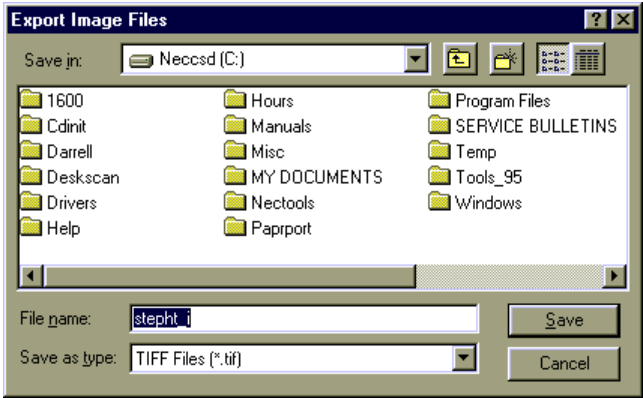 Export Image Files
Save in: Neccsd (C:)
1600 Hours Program Files
Cdinit Manuals SERVICE BULLETINS
Darrell Misc Temp
Deskscan MY DOCUMENTS Tools_95
Drivers Nectools Windows
Help Paprport
File name: stepht_i Save
Save as type: TIFF Files (*.tif) Cancel